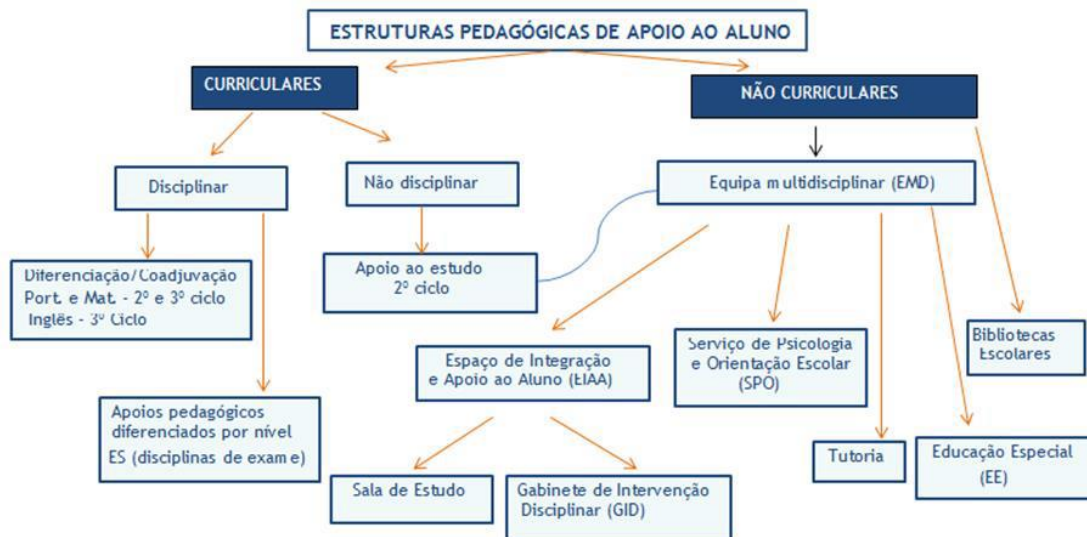 ESTRUTURAS PEDAGÓGICAS DE APOIO AO ALUNO
CURRICULARES
NÃO CURRICULARES
Disciplinar
Não disciplinar
Equipa multidisciplinar (EMD)
Diferenciação/Coadjuvação
Port. e Mat. - 2º e 3º ciclo
Inglês - 3º Ciclo
Apoio ao estudo
2º ciclo
Espaço de Integração
e Apoio ao Aluno (EIAA)
Serviço de Psicologia
e Orientação Escolar
(SPO)
Bibliotecas
Escolares
Apoios pedagógicos
diferenciados por nível
ES (disciplinas de exame)
Sala de Estudo
Gabinete de Intervenção
Disciplinar (GID)
Tutoria
Educação Especial
(EE)